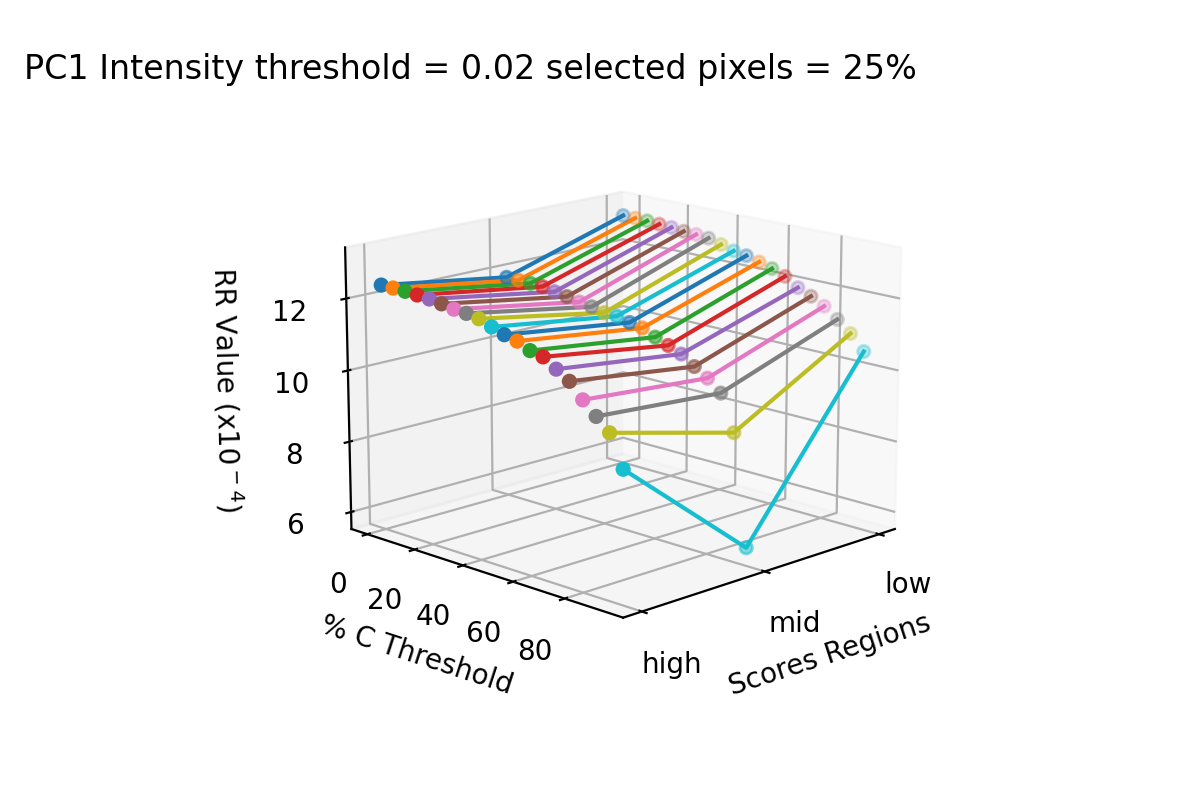 PC1 Intensity threshold = 0.02 selected pixels = 25%
RR Value (x10⁻⁴)
12
10
8
6
0
20
40
60
80
% C Threshold
high
mid
low
Scores Regions